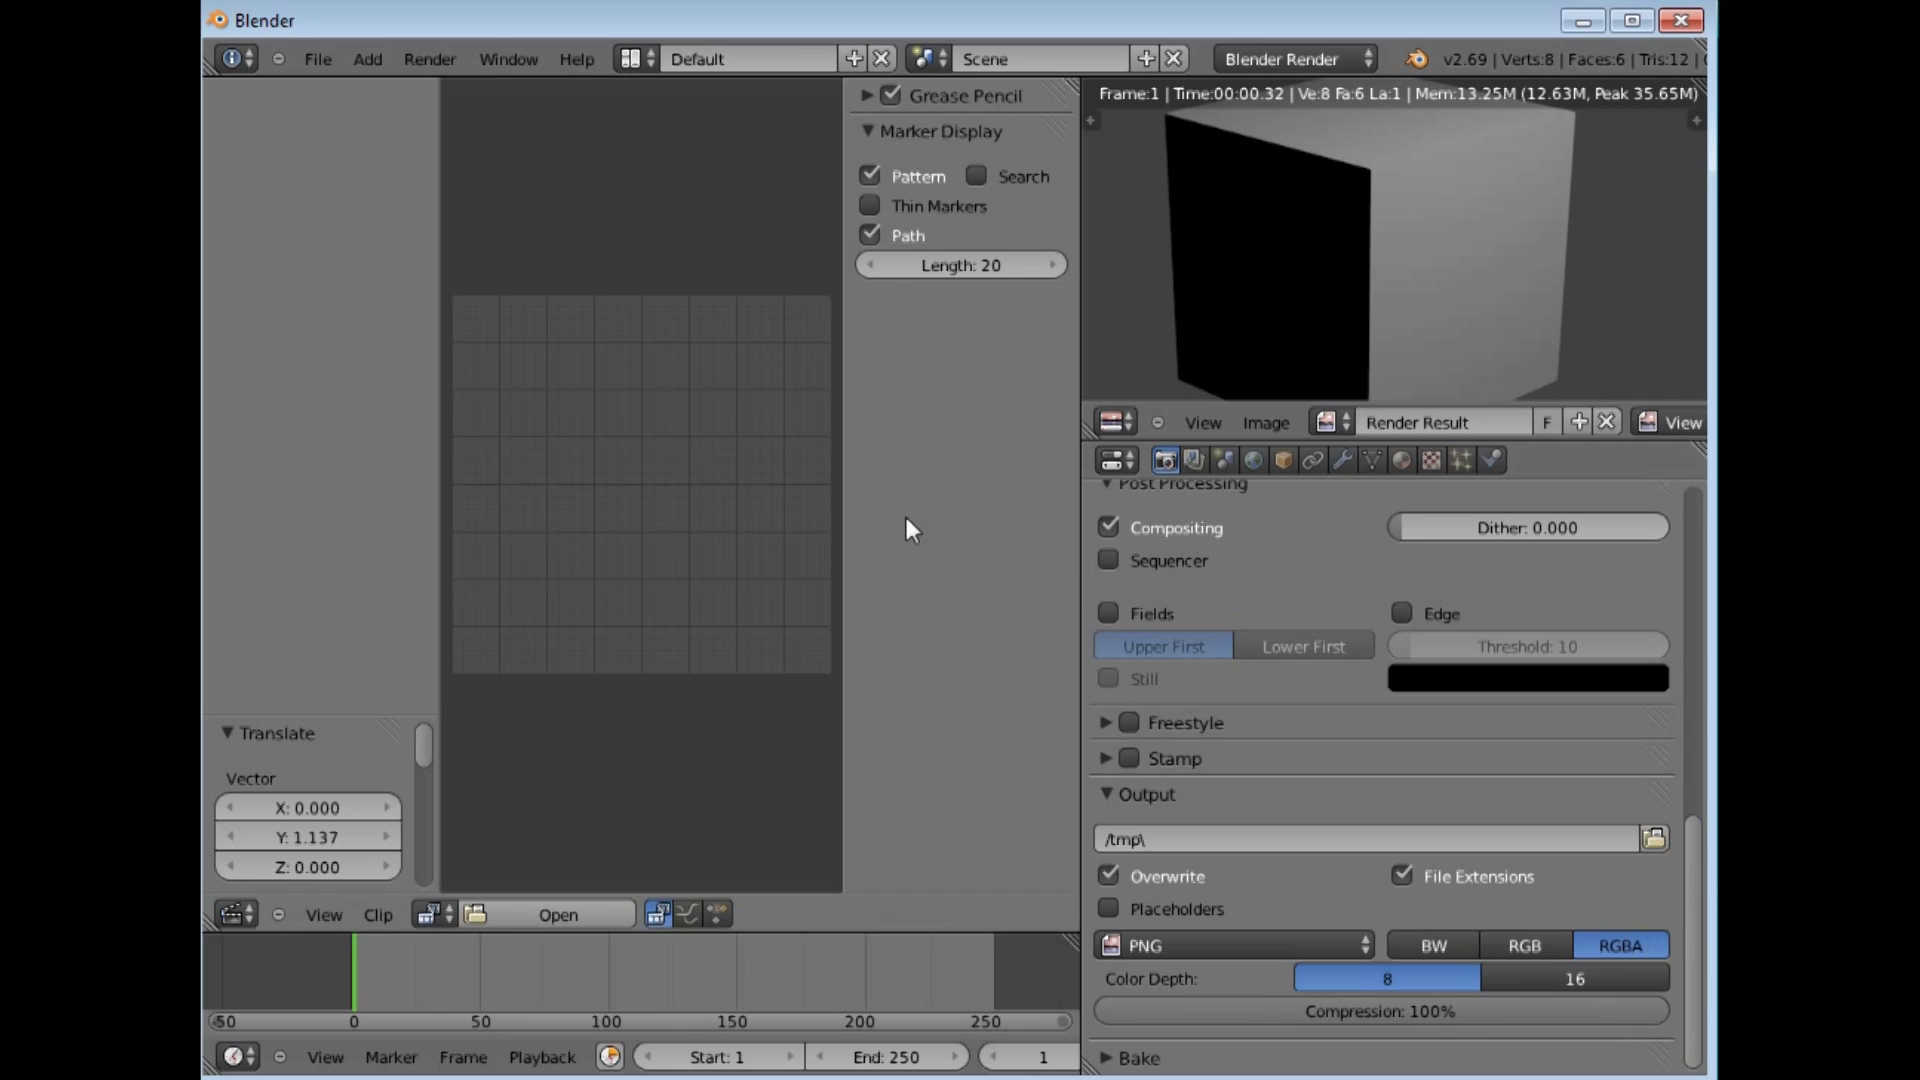 Blender
File Add Render Window Help Default Scene Blender Render v2.69 | Verts:8 | Faces:6 | Tris:12 |
Grease Pencil
Marker Display
Pattern Search
Thin Markers
Path
Length: 20
Frame:1 | Time:00:00.32 | Ve:8 Fa:6 La:1 | Mem:13.25M (12.63M, Peak 35.65M)
View Image Render Result F View
Post Processing
Compositing Dither: 0.000
Sequencer
Fields Edge
Upper First Lower First Threshold: 10
Still
Freestyle
Stamp
Output
/tmp\
Overwrite File Extensions
Placeholders
PNG BW RGB RGBA
Color Depth: 8 16
Compression: 100%
Bake
Translate
Vector
X: 0.000
Y: 1.137
Z: 0.000
View Clip Open
-50 0 50 100 150 200 250
View Marker Frame Playback Start: 1 End: 250 1